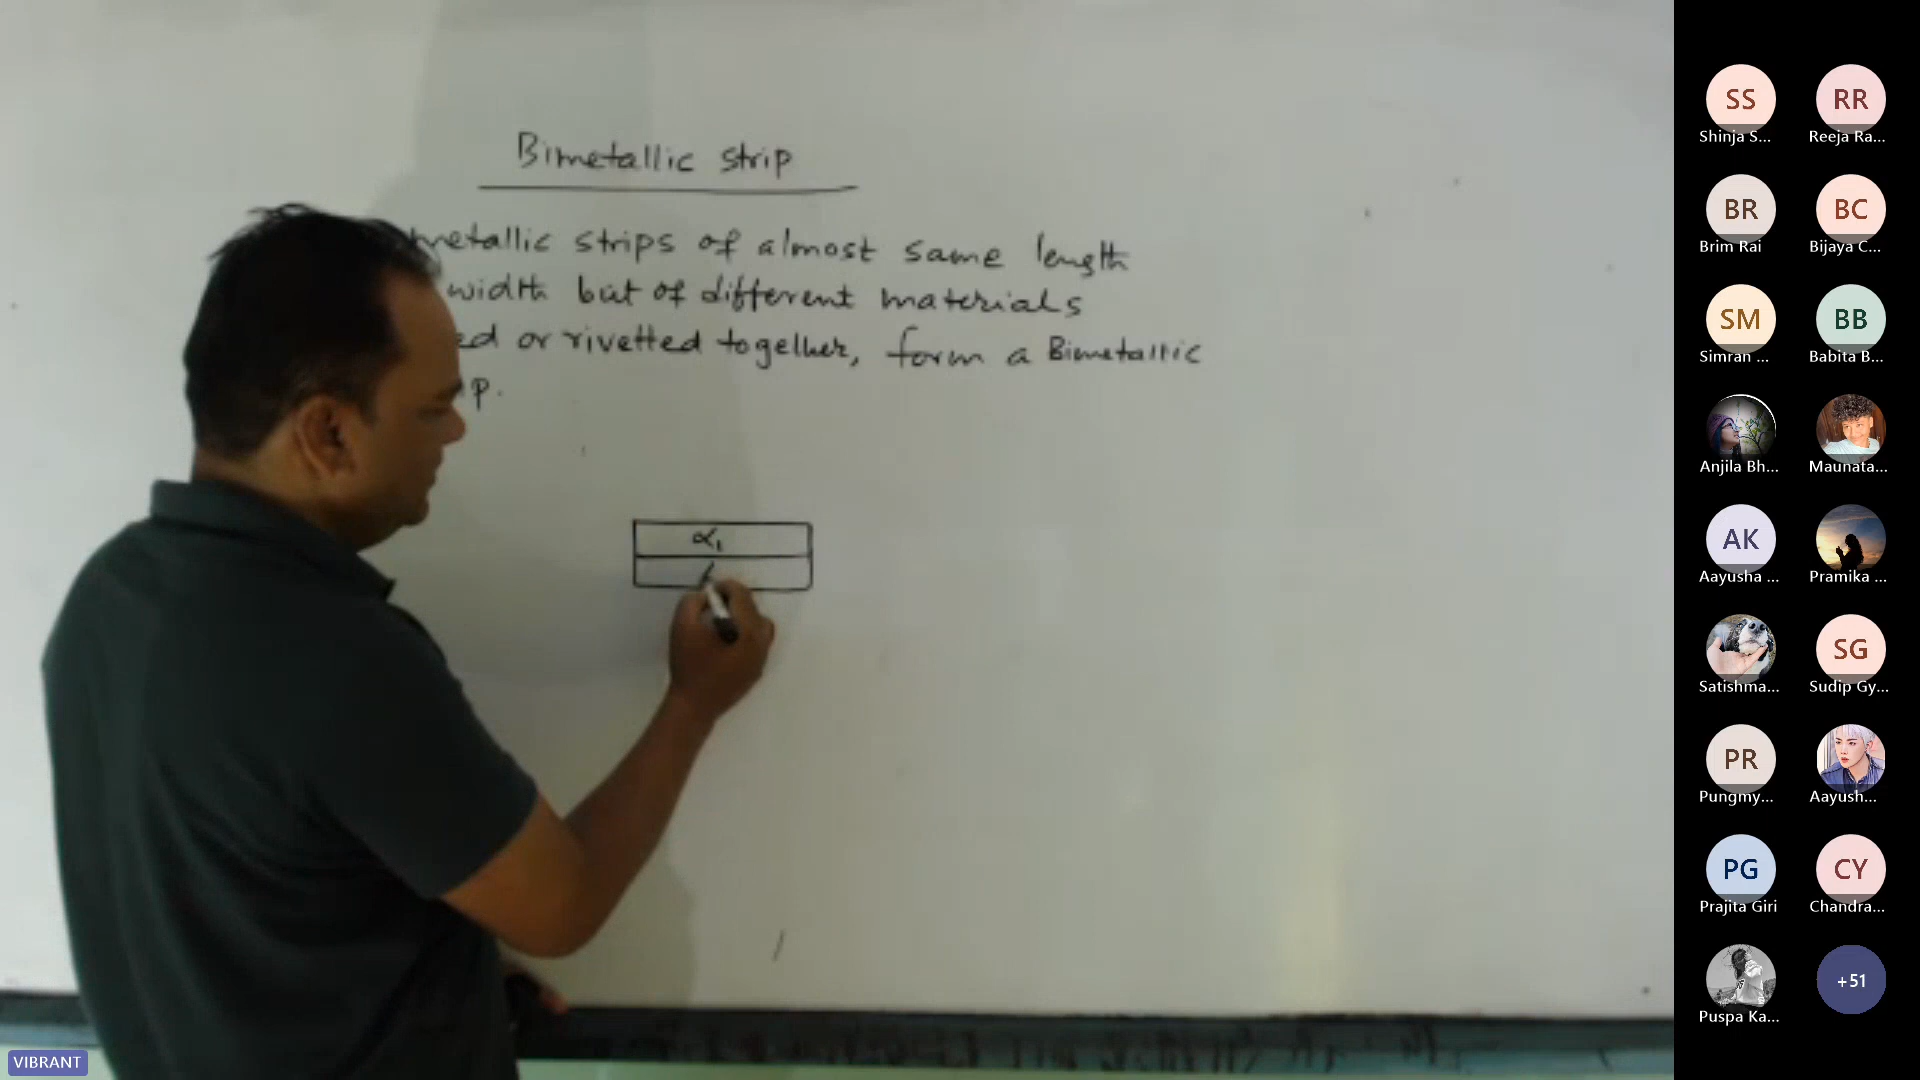 Bimetallic strip
metallic strips of almost same length
width but of different materials
ed or rivetted together, form a Bimetallic
p.
α₁
SS
RR
Shinja S...
Reeja Ra...
BR
BC
Brim Rai
Bijaya C...
SM
BB
Simran ...
Babita B...
Anjila Bh...
Maunata...
AK
Aayusha ...
Pramika ...
SG
Satishma...
Sudip Gy...
PR
Pungmy...
Aayush...
PG
CY
Prajita Giri
Chandra...
+51
Puspa Ka...
VIBRANT